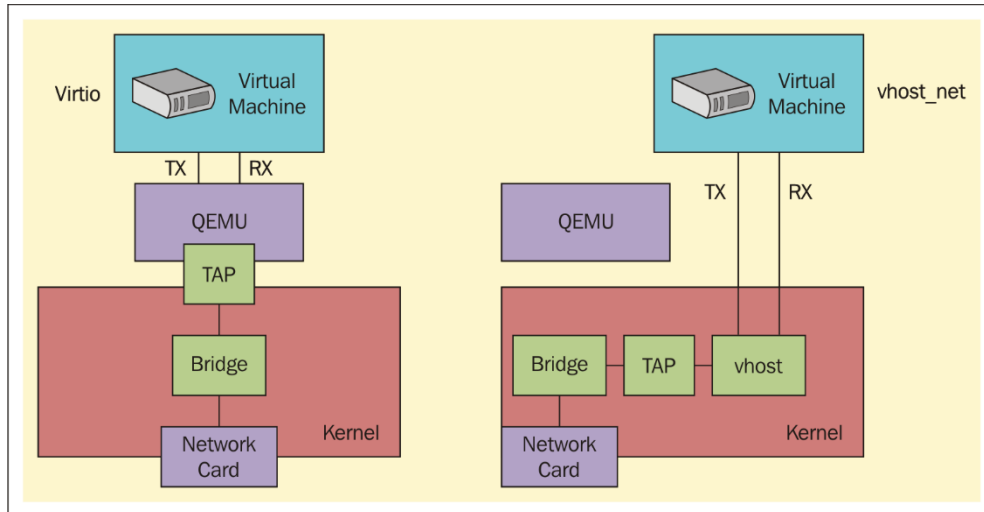 Virtio
Virtual
Machine
TX
RX
QEMU
TAP
Bridge
Network
Card
Kernel
Virtual
Machine
vhost_net
TX
RX
QEMU
Bridge
TAP
vhost
Network
Card
Kernel